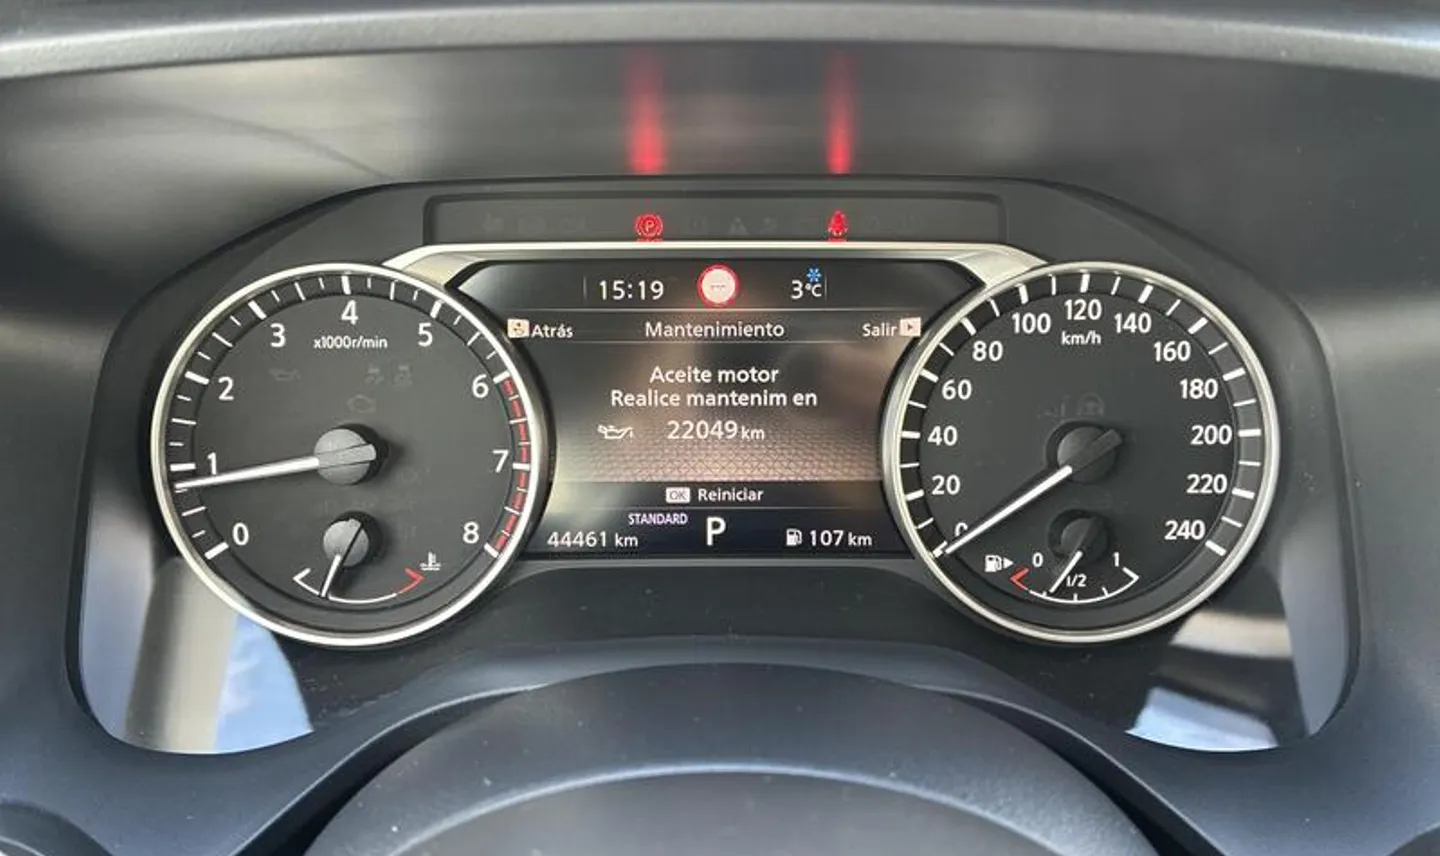 P
15:19
3°C
Atrás
Mantenimiento
Salir
Aceite motor
Realice mantenim en
22049 km
OK Reiniciar
STANDARD
44461 km
P
107 km
0
1
2
3
4
5
6
7
8
x1000r/min
0
20
40
60
80
100
120
140
160
180
200
220
240
km/h
0
1/2
1